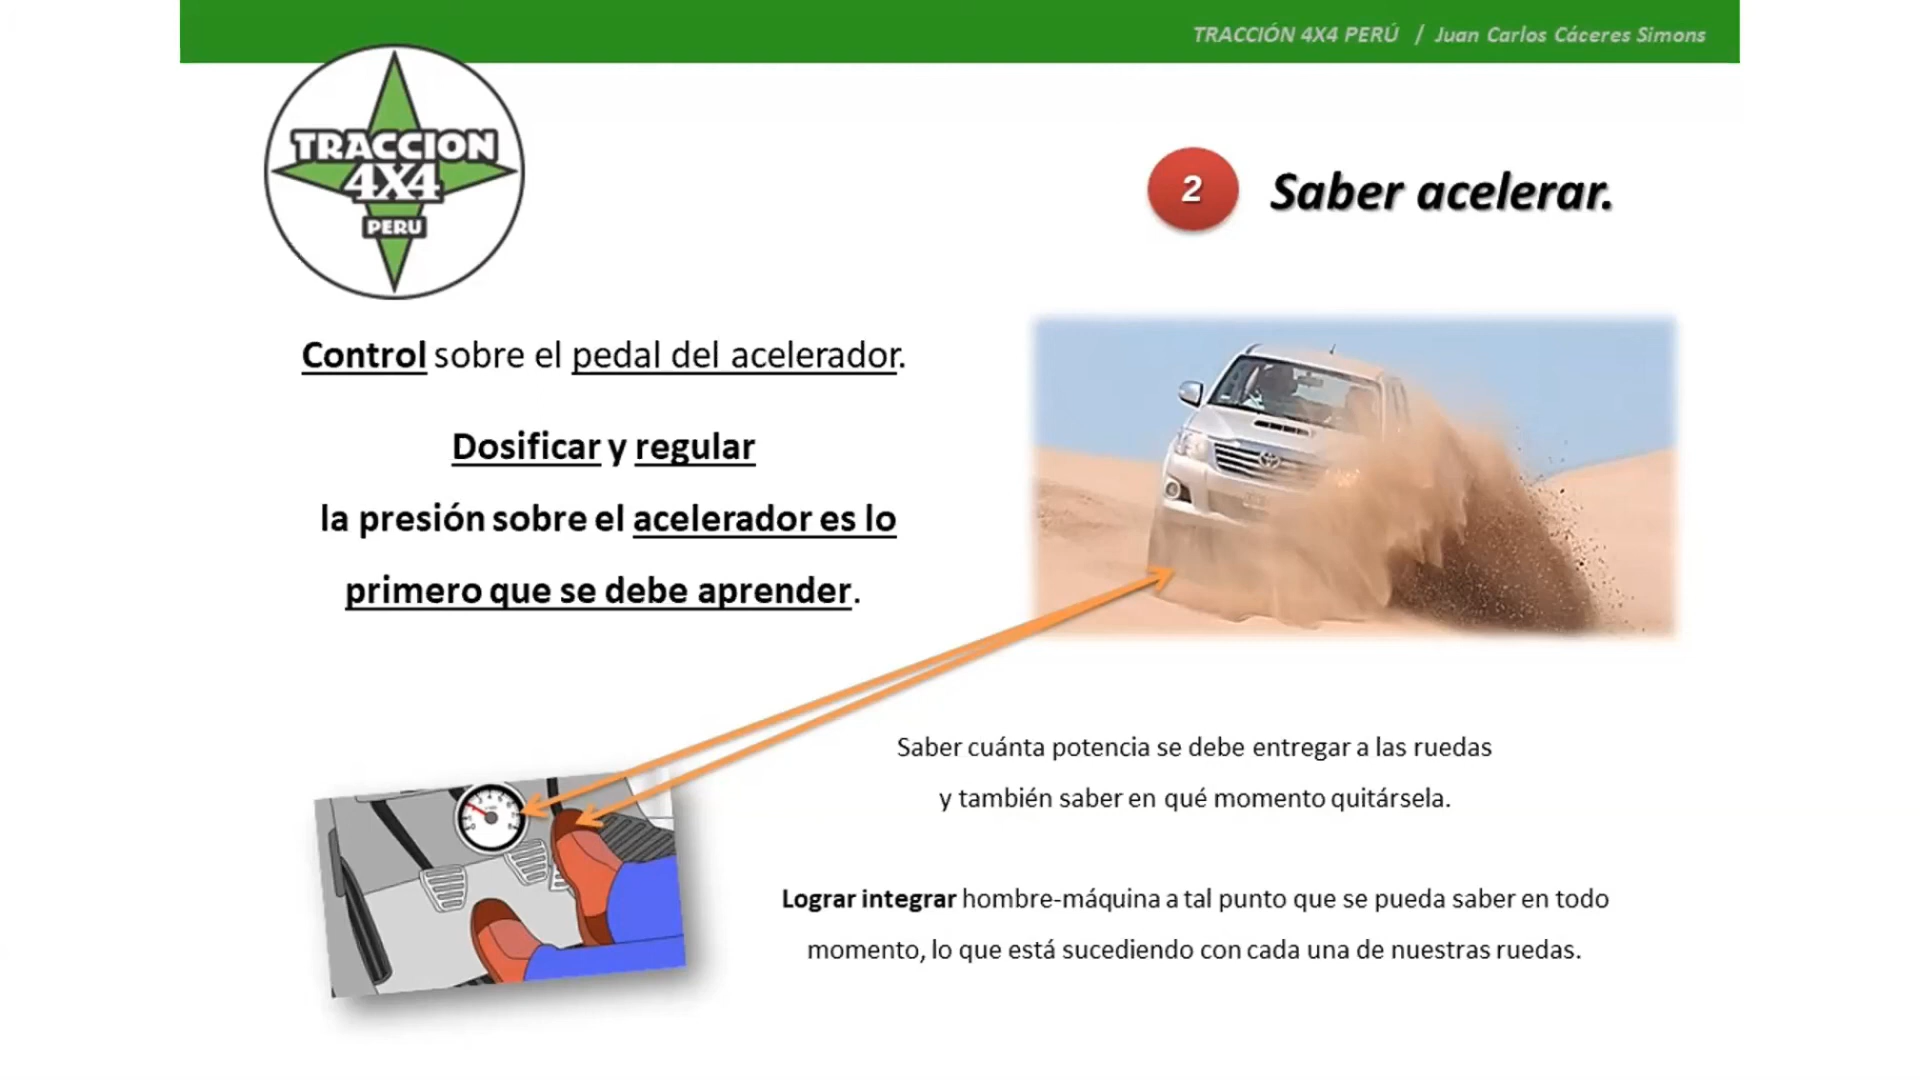 TRACCIÓN 4X4 PERÚ / Juan Carlos Cáceres Simons
TRACCION
4X4
PERU
2 Saber acelerar.
Control sobre el pedal del acelerador.
Dosificar y regular
la presión sobre el acelerador es lo
primero que se debe aprender.
Saber cuánta potencia se debe entregar a las ruedas
y también saber en qué momento quitársela.
Lograr integrar hombre-máquina a tal punto que se pueda saber en todo
momento, lo que está sucediendo con cada una de nuestras ruedas.